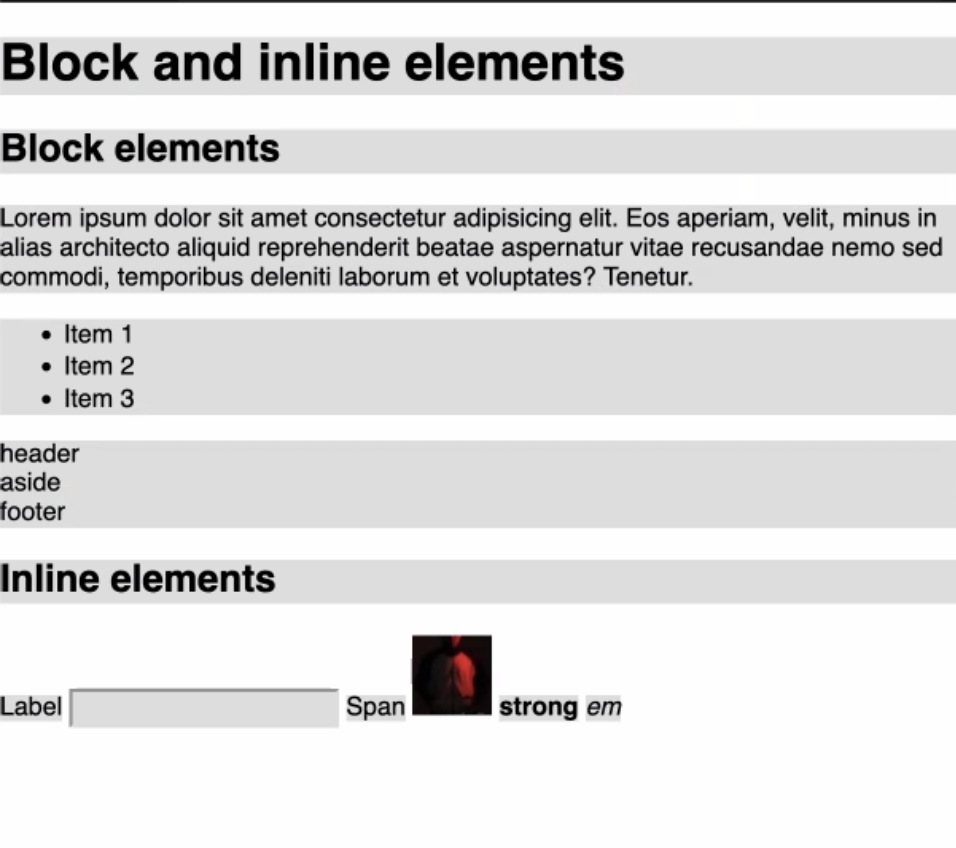 Block and inline elements
Block elements
Lorem ipsum dolor sit amet consectetur adipisicing elit. Eos aperiam, velit, minus in
alias architecto aliquid reprehenderit beatae aspernatur vitae recusandae nemo sed
commodi, temporibus deleniti laborum et voluptates? Tenetur.
• Item 1
• Item 2
• Item 3
header
aside
footer
Inline elements
Label Span strong em